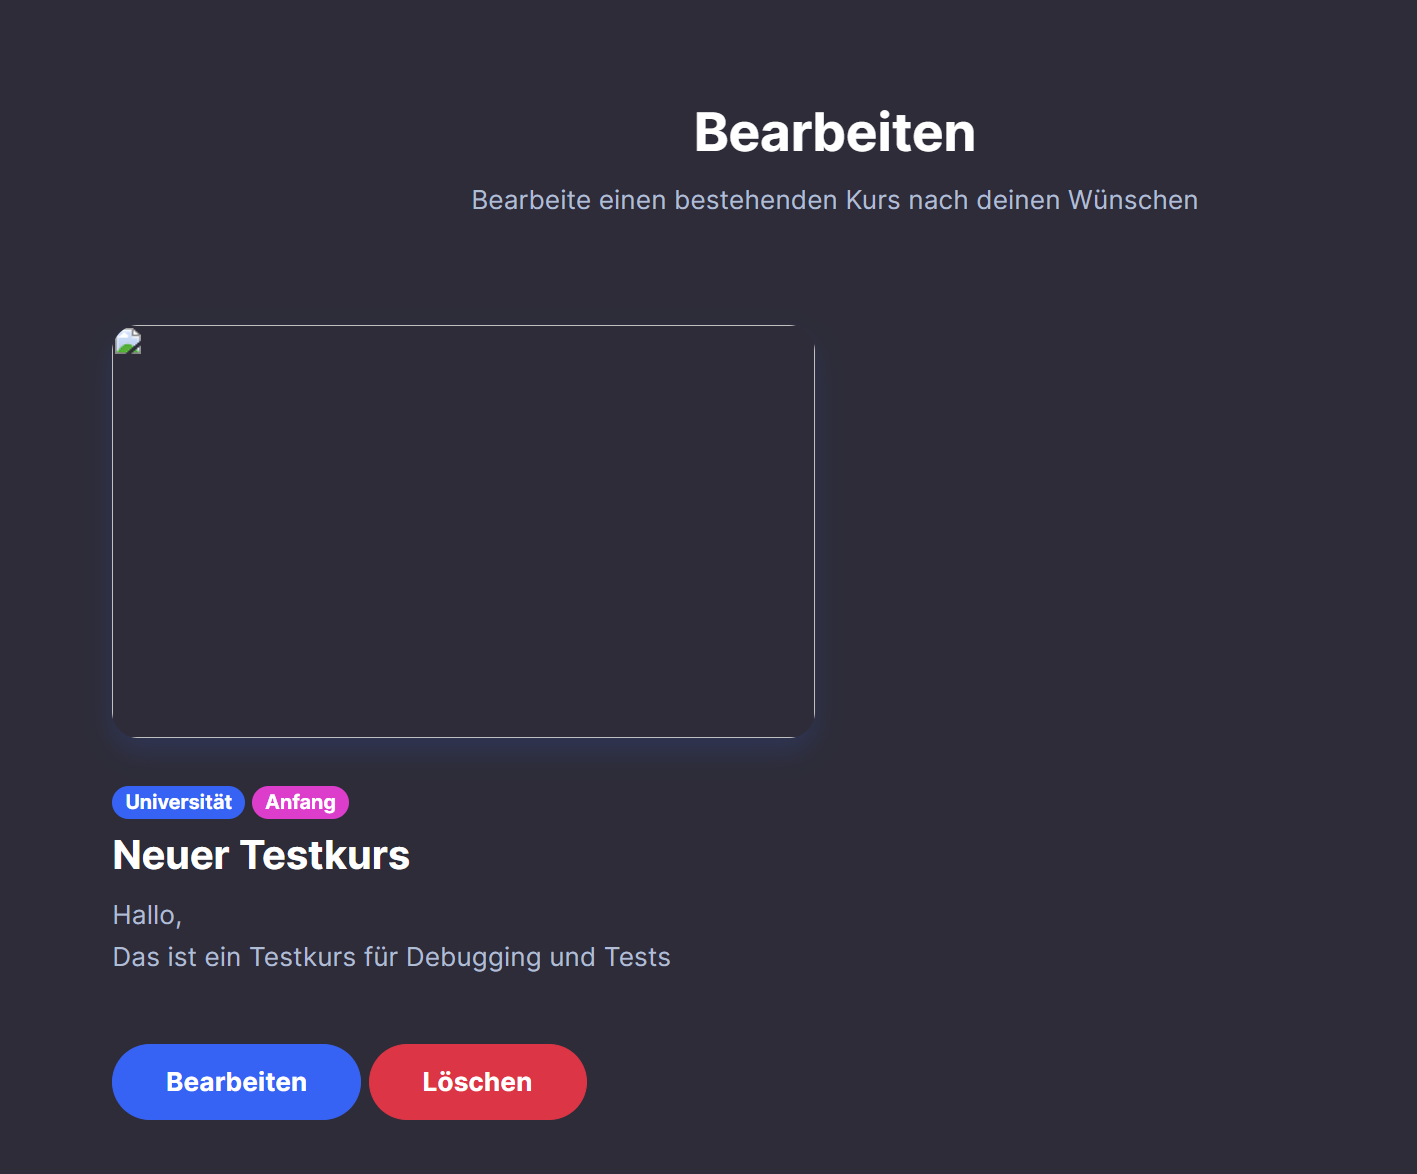 Bearbeiten
Bearbeite einen bestehenden Kurs nach deinen Wünschen
Universität Anfang
Neuer Testkurs
Hallo,
Das ist ein Testkurs für Debugging und Tests
Bearbeiten Löschen